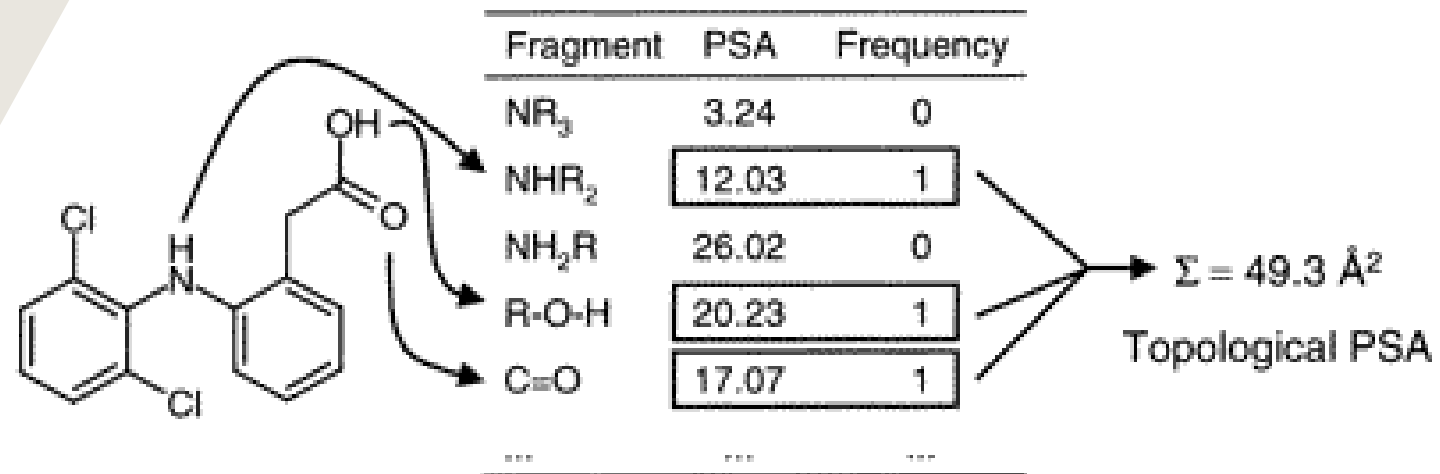 Fragment PSA Frequency
NR₃ 3.24 0
NHR₂ 12.03 1
NH₂R 26.02 0
R-O-H 20.23 1
C=O 17.07 1
... ... ...
OH
O
Cl
H
N
Cl
Σ = 49.3 Å²
Topological PSA